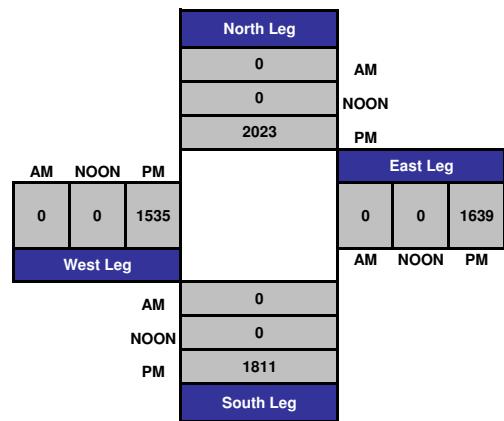 North Leg
0 AM
0 NOON
2023 PM
AM NOON PM East Leg
0 0 1535 0 0 1639
West Leg AM NOON PM
AM 0
NOON 0
PM 1811
South Leg